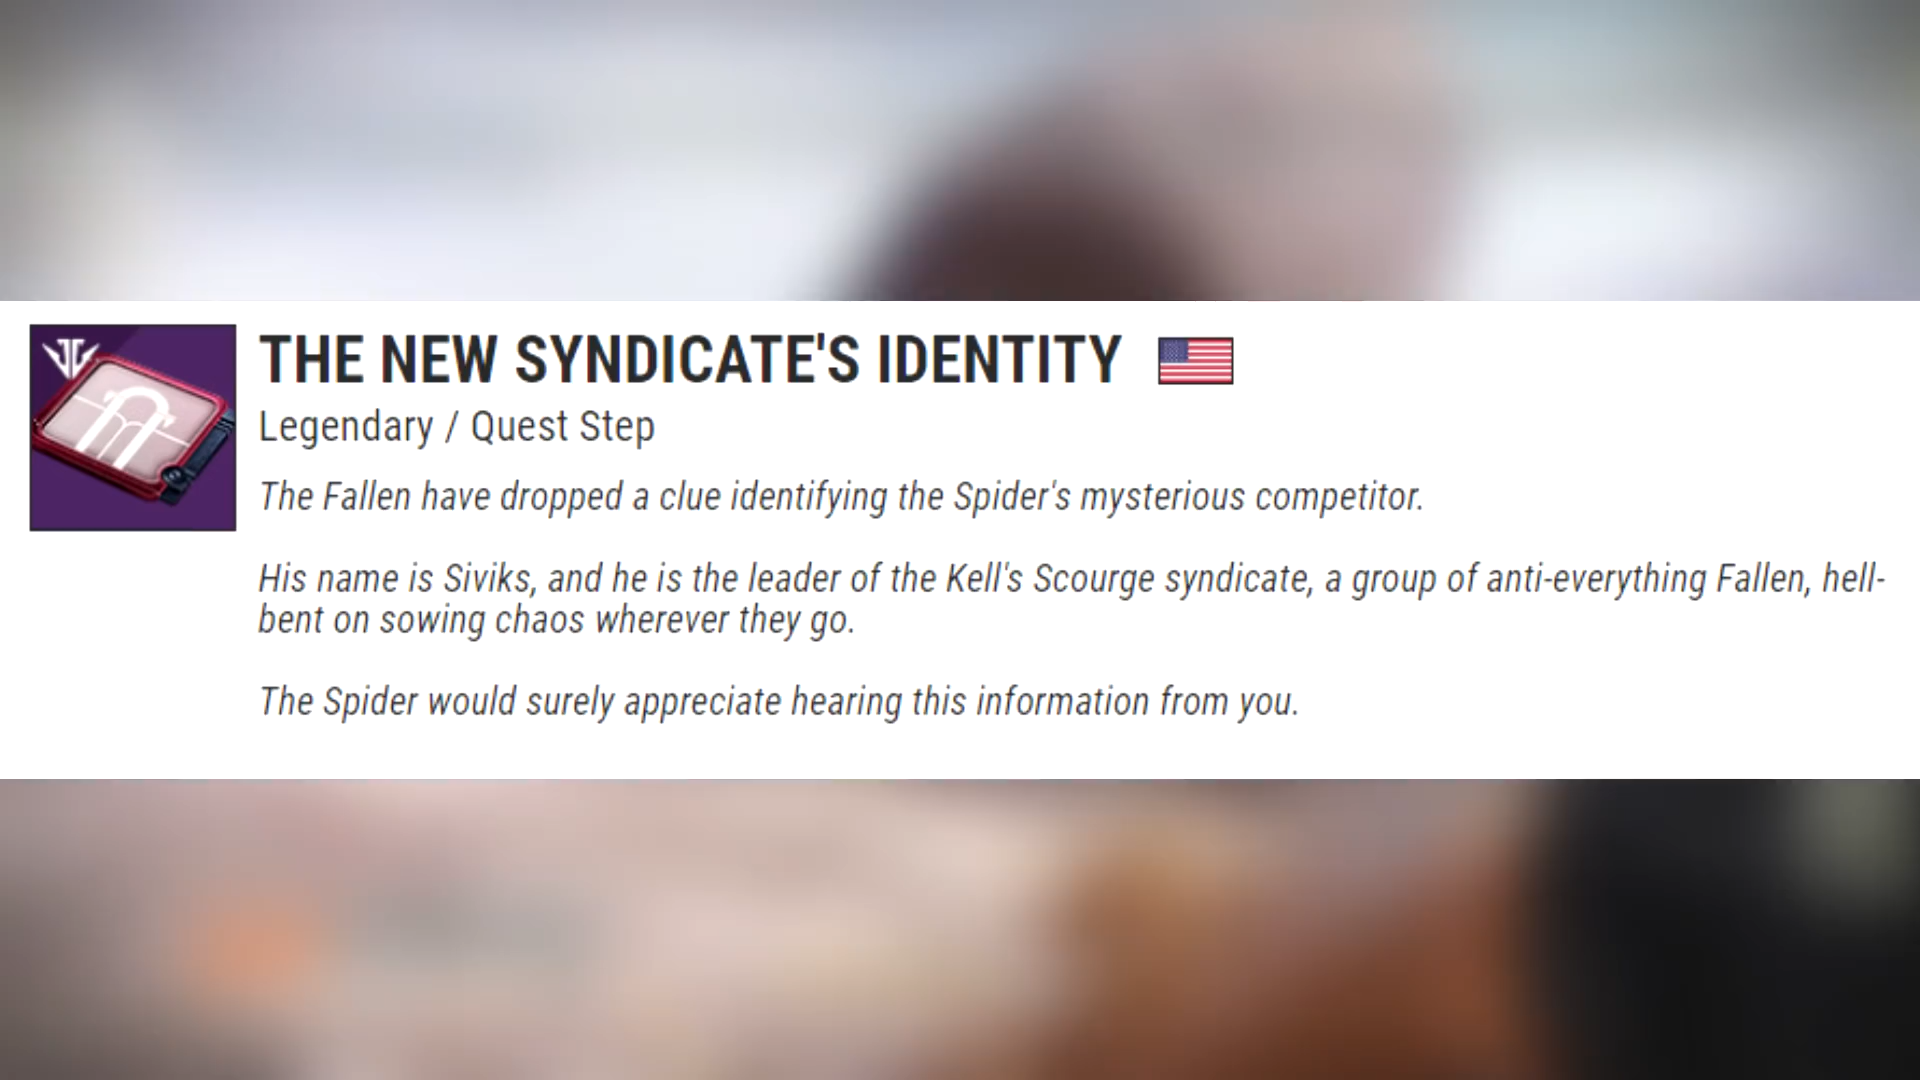 THE NEW SYNDICATE'S IDENTITY
Legendary / Quest Step
The Fallen have dropped a clue identifying the Spider's mysterious competitor.
His name is Siviks, and he is the leader of the Kell's Scourge syndicate, a group of anti-everything Fallen, hell-
bent on sowing chaos wherever they go.
The Spider would surely appreciate hearing this information from you.